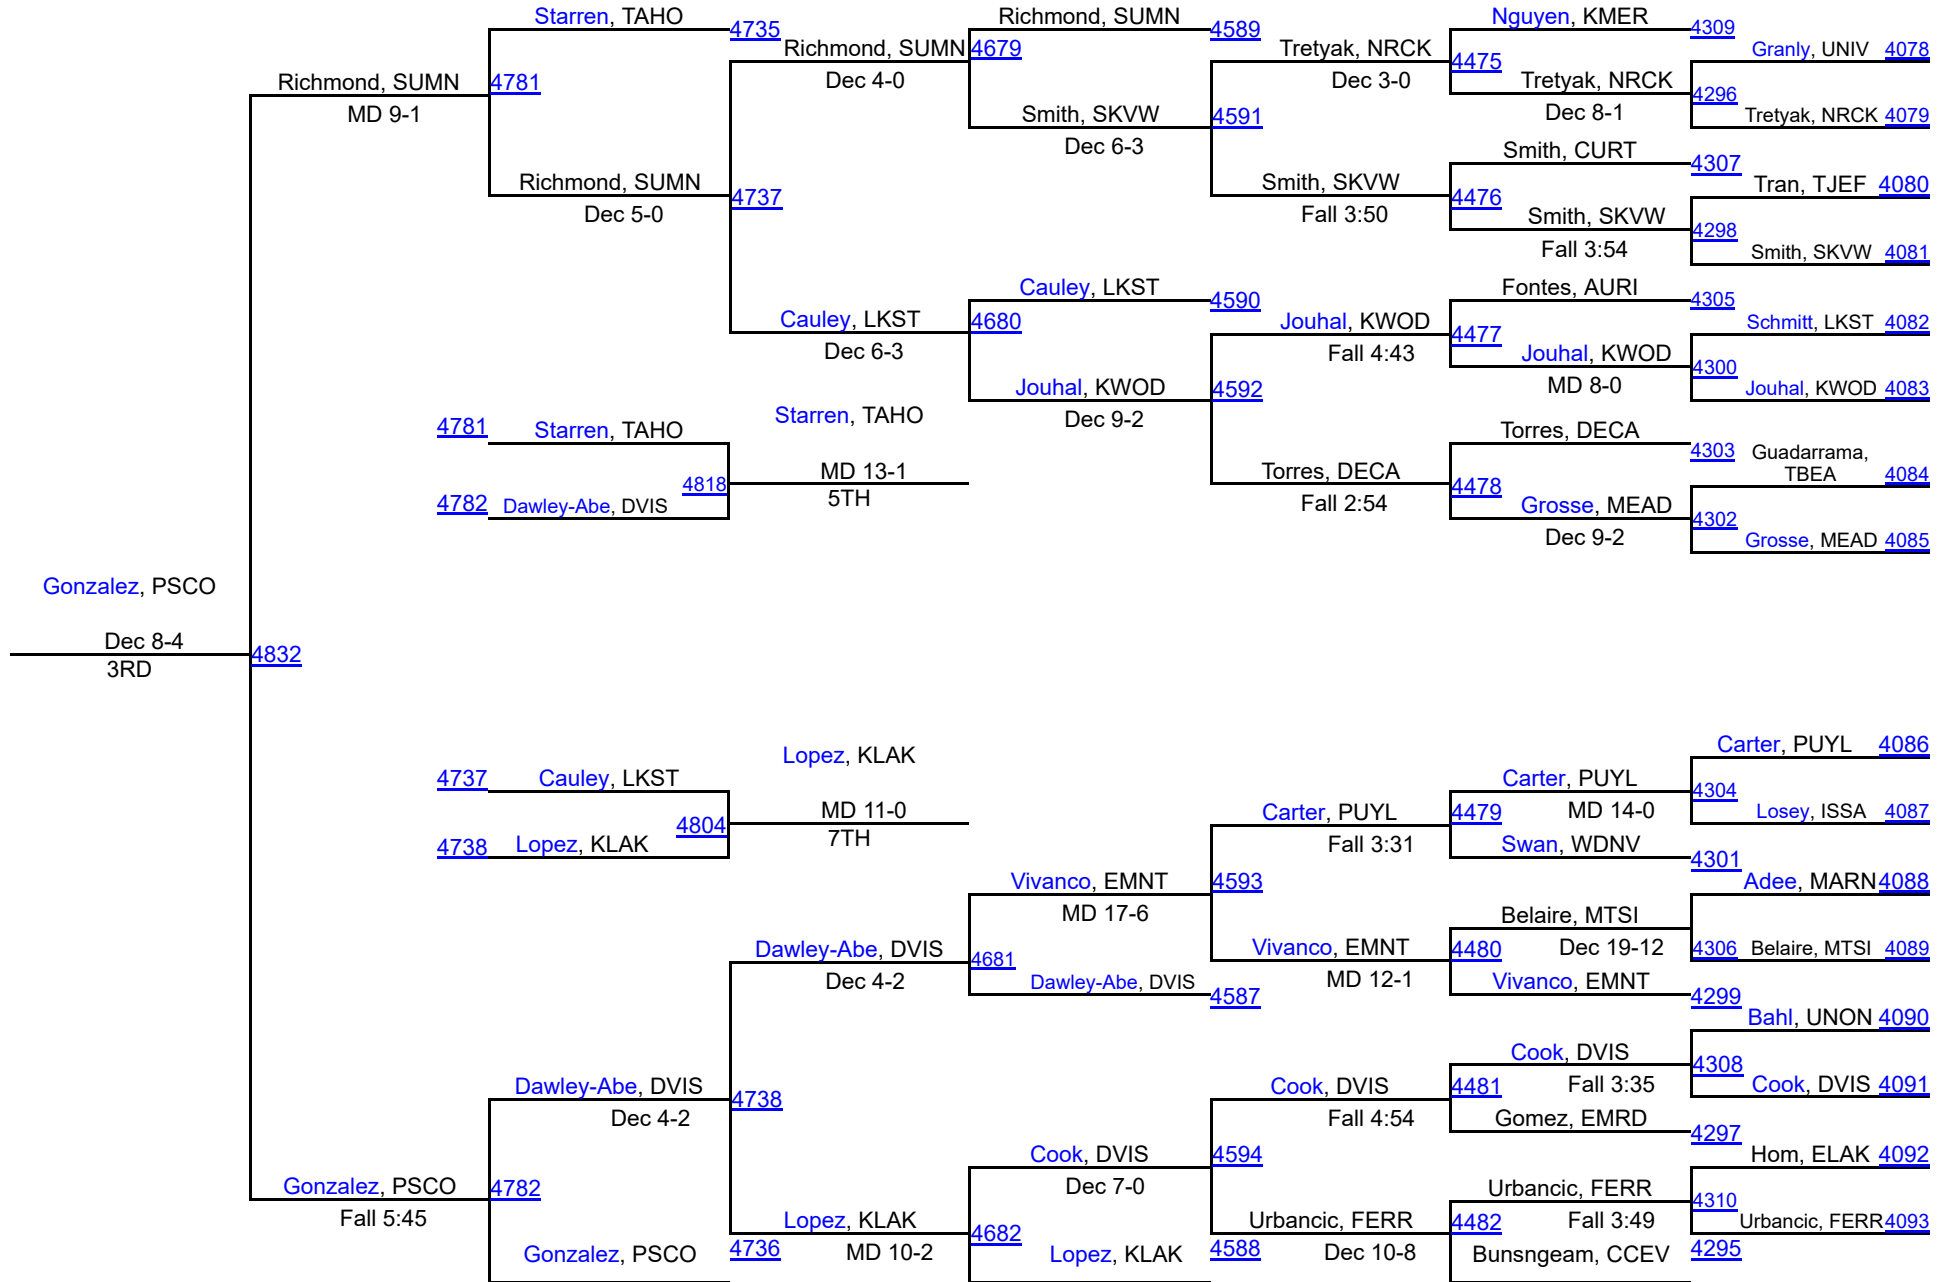 Starren, TAHO
4735
Richmond, SUMN
4781
MD 9-1
Richmond, SUMN
Dec 5-0
Richmond, SUMN
4679
Dec 4-0
4737
Cauley, LKST
4680
Dec 6-3
Richmond, SUMN
4589
Smith, SKVW
4591
Dec 6-3
Cauley, LKST
4590
Jouhal, KWOD
4592
Dec 9-2
Tretyak, NRCK
4475
Dec 3-0
Smith, SKVW
4476
Fall 3:50
Jouhal, KWOD
4477
Fall 4:43
Torres, DECA
4478
Fall 2:54
Nguyen, KMER
4309
Tretyak, NRCK
4296
Dec 8-1
Smith, CURT
4307
Smith, SKVW
4298
Fall 3:54
Fontes, AURI
4305
Jouhal, KWOD
4300
MD 8-0
Torres, DECA
4303
Grosse, MEAD
4302
Dec 9-2
Granly, UNIV 4078
Tretyak, NRCK 4079
Tran, TJEF 4080
Smith, SKVW 4081
Schmitt, LKST 4082
Jouhal, KWOD 4083
Guadarrama,
TBEA 4084
Grosse, MEAD 4085
4781 Starren, TAHO
4782 Dawley-Abe, DVIS
4818
Starren, TAHO
MD 13-1
5TH
Gonzalez, PSCO
Dec 8-4
3RD
4832
4737 Cauley, LKST
4738 Lopez, KLAK
4804
Lopez, KLAK
MD 11-0
7TH
Gonzalez, PSCO
4782
Fall 5:45
Dawley-Abe, DVIS
4738
Dec 4-2
Gonzalez, PSCO
4736
Dawley-Abe, DVIS
4681
Dec 4-2
Lopez, KLAK
4682
MD 10-2
Vivanco, EMNT
4593
MD 17-6
Dawley-Abe, DVIS
4587
Cook, DVIS
4594
Dec 7-0
Lopez, KLAK
4588
Carter, PUYL
4479
Fall 3:31
Vivanco, EMNT
4480
MD 12-1
Cook, DVIS
4481
Fall 4:54
Urbancic, FERR
4482
Dec 10-8
Carter, PUYL
4304
MD 14-0
Swan, WDNV
4301
Belaire, MTSI
4306
Dec 19-12
Vivanco, EMNT
4299
Cook, DVIS
4308
Fall 3:35
Gomez, EMRD
4297
Urbancic, FERR
4310
Fall 3:49
Bunsngeam, CCEV
4295
Carter, PUYL 4086
Losey, ISSA 4087
Adee, MARN 4088
Belaire, MTSI 4089
Bahl, UNON 4090
Cook, DVIS 4091
Hom, ELAK 4092
Urbancic, FERR 4093